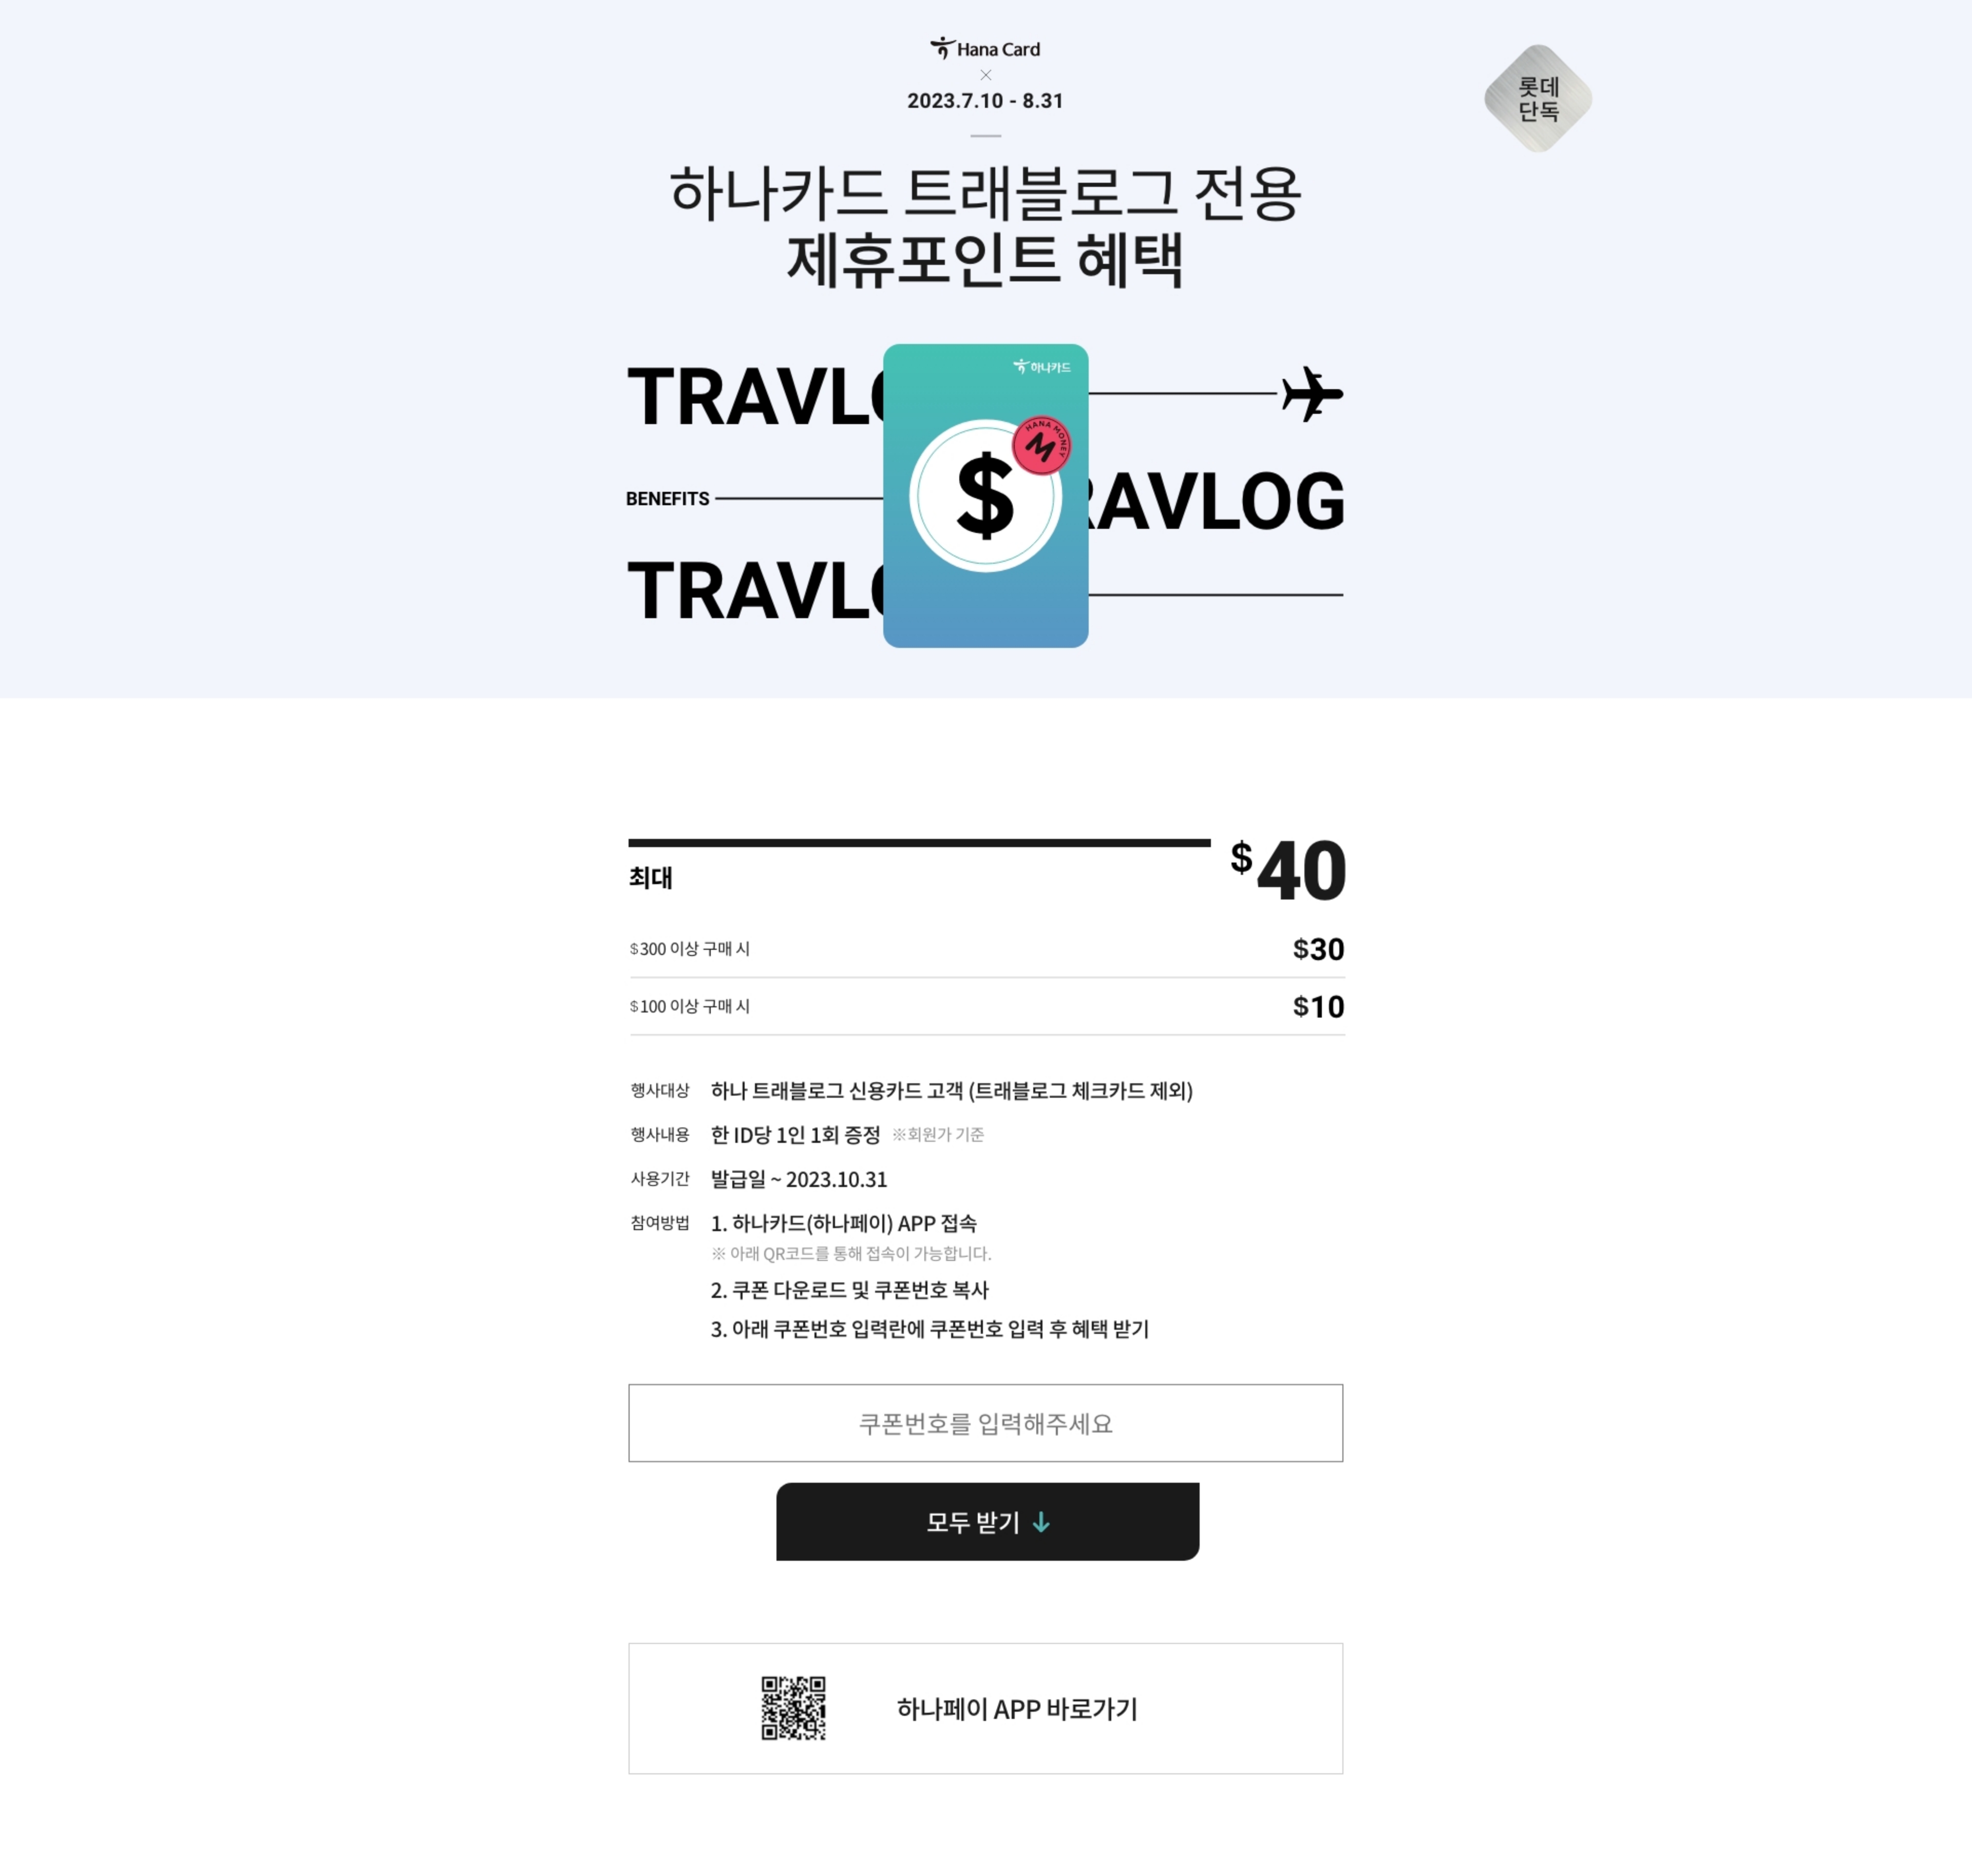 Hana Card
×
2023.7.10 - 8.31
롯데
단독
하나카드 트래블로그 전용
제휴포인트 혜택
하나카드
HANA MONEY
M
$
TRAVLO
BENEFITS
RAVLOG
TRAVLO
최대
$40
$300 이상 구매 시
$30
$100 이상 구매 시
$10
행사대상 하나 트래블로그 신용카드 고객 (트래블로그 체크카드 제외)
행사내용 한 ID당 1인 1회 증정 ※회원가 기준
사용기간 발급일 ~ 2023.10.31
참여방법 1. 하나카드(하나페이) APP 접속
※ 아래 QR코드를 통해 접속이 가능합니다.
2. 쿠폰 다운로드 및 쿠폰번호 복사
3. 아래 쿠폰번호 입력란에 쿠폰번호 입력 후 혜택 받기
쿠폰번호를 입력해주세요
모두 받기 ↓
하나페이 APP 바로가기